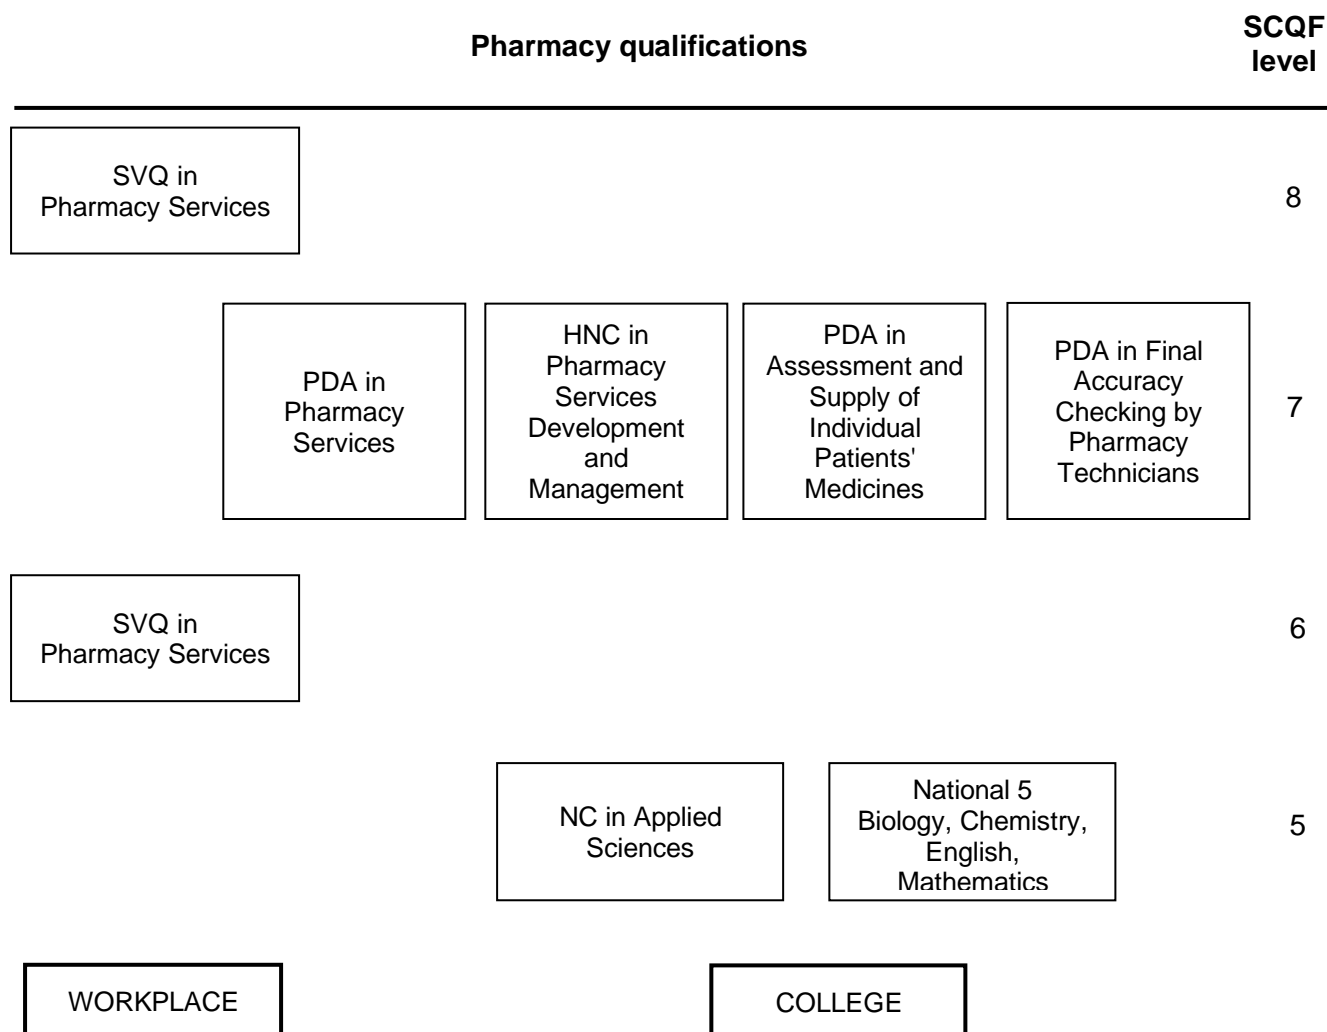 Pharmacy qualifications
SCQF
level
SVQ in
Pharmacy Services
8
PDA in
Pharmacy
Services
HNC in
Pharmacy
Services
Development
and
Management
PDA in
Assessment and
Supply of
Individual
Patients'
Medicines
PDA in Final
Accuracy
Checking by
Pharmacy
Technicians
7
SVQ in
Pharmacy Services
6
NC in Applied
Sciences
National 5
Biology, Chemistry,
English,
Mathematics
5
WORKPLACE
COLLEGE